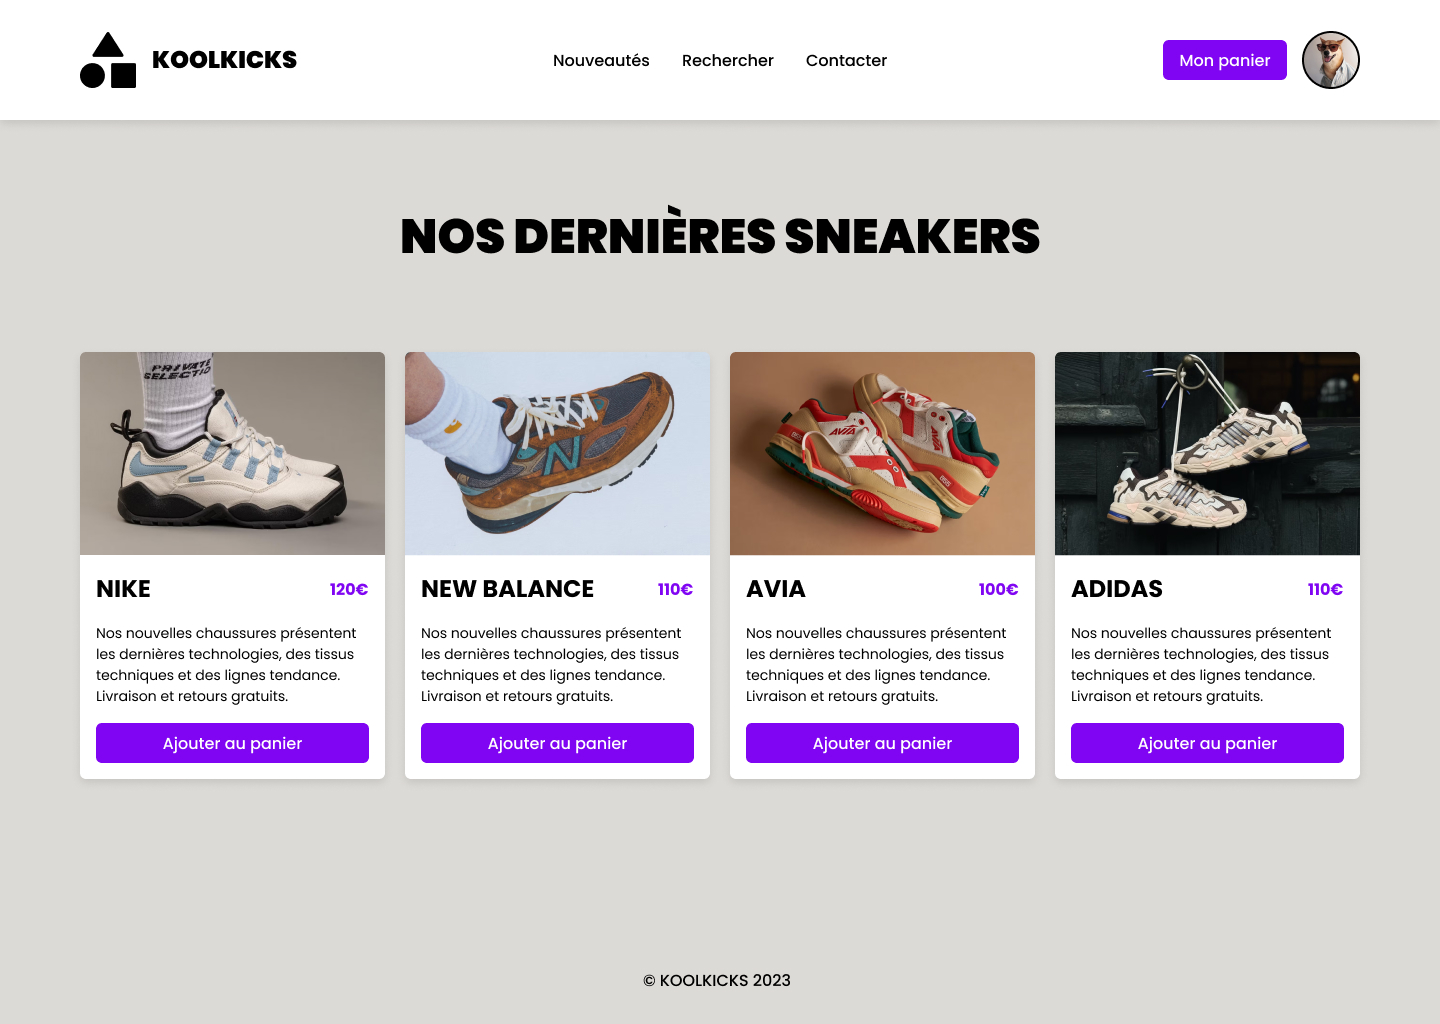 KOOLKICKS
Nouveautés
Rechercher
Contacter
Mon panier
NOS DERNIÈRES SNEAKERS
PRIVATE
SELECTIO
N
AVIA
NIKE
120€
Nos nouvelles chaussures présentent
les dernières technologies, des tissus
techniques et des lignes tendance.
Livraison et retours gratuits.
Ajouter au panier
NEW BALANCE
110€
Nos nouvelles chaussures présentent
les dernières technologies, des tissus
techniques et des lignes tendance.
Livraison et retours gratuits.
Ajouter au panier
AVIA
100€
Nos nouvelles chaussures présentent
les dernières technologies, des tissus
techniques et des lignes tendance.
Livraison et retours gratuits.
Ajouter au panier
ADIDAS
110€
Nos nouvelles chaussures présentent
les dernières technologies, des tissus
techniques et des lignes tendance.
Livraison et retours gratuits.
Ajouter au panier
© KOOLKICKS 2023